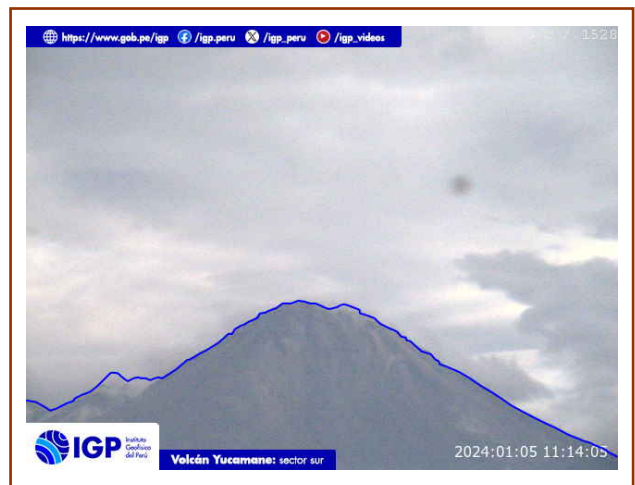 https://www.gob.pe/igp /igp.peru /igp_peru /igp_videos
1528
IGP Instituto Geofísico del Perú
Volcán Yucamane: sector sur
2024:01:05 11:14:05